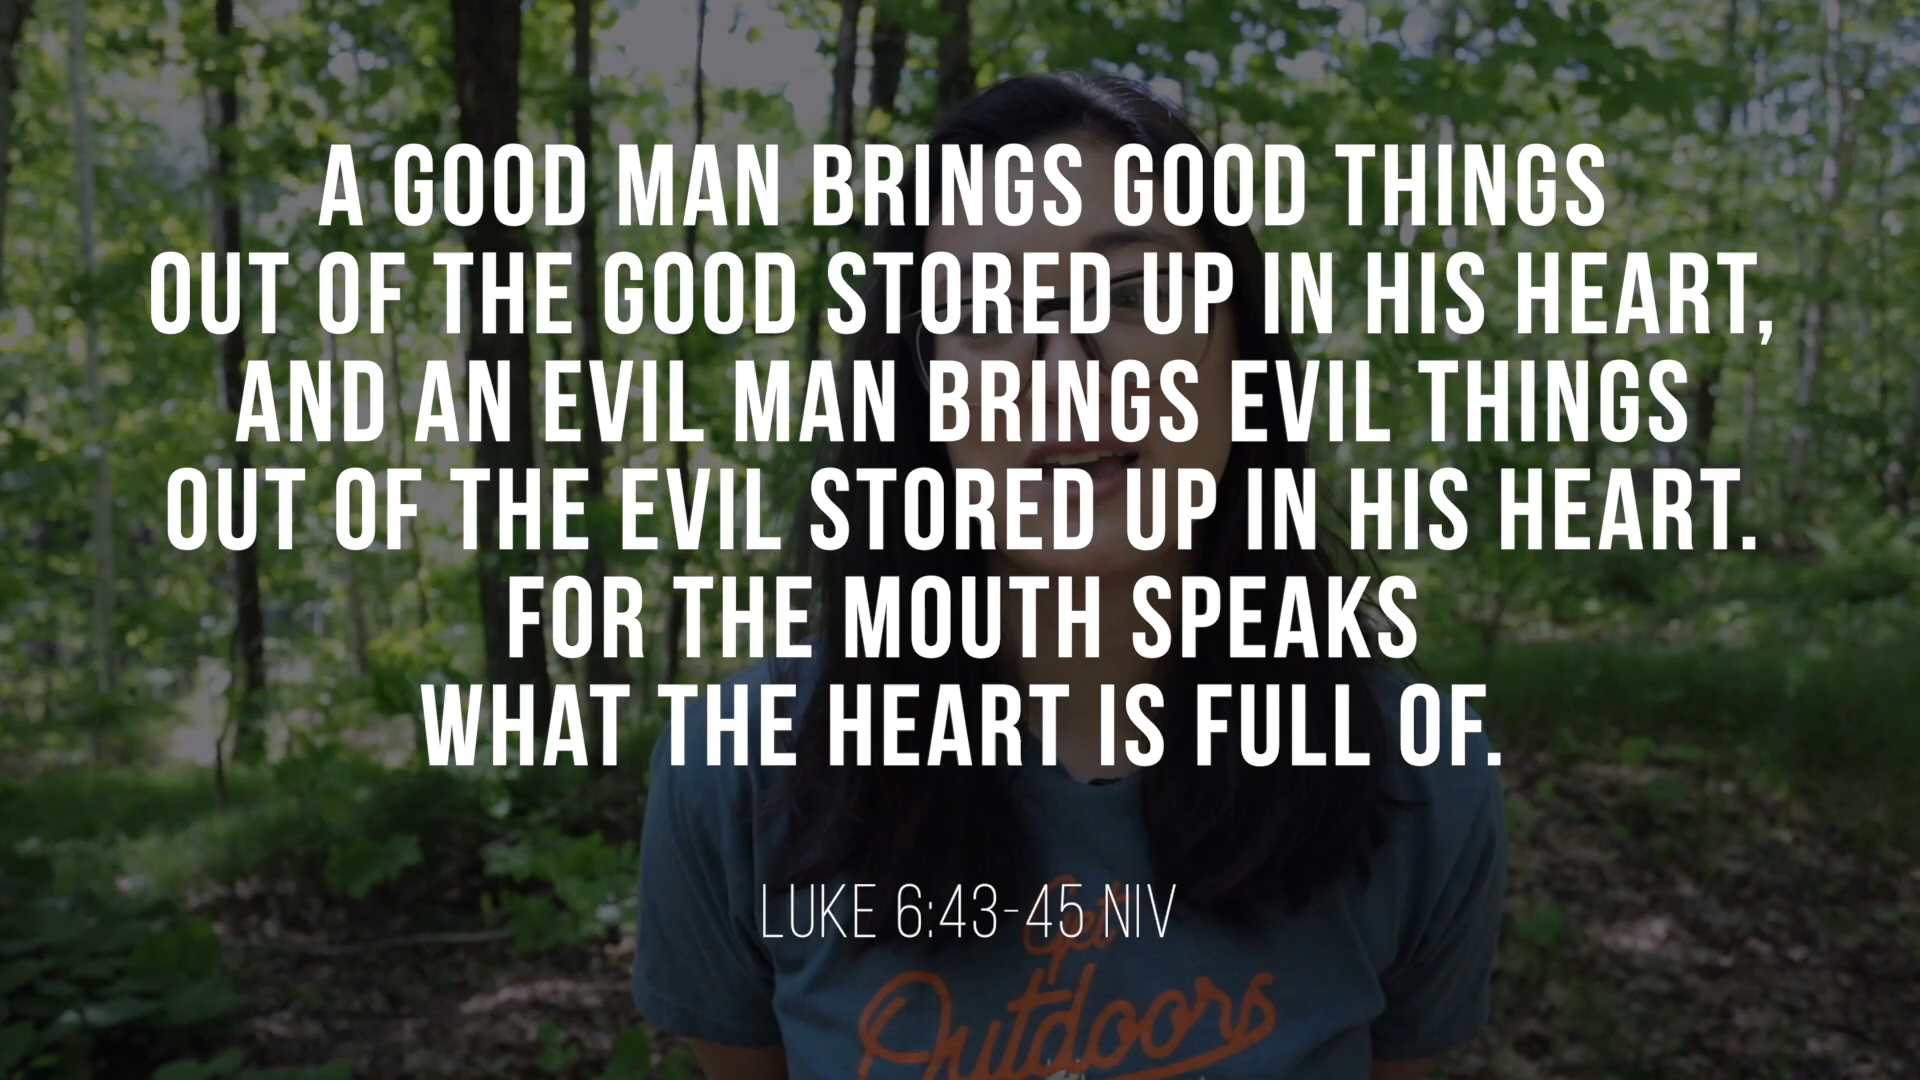 A GOOD MAN BRINGS GOOD THINGS
OUT OF THE GOOD STORED UP IN HIS HEART,
AND AN EVIL MAN BRINGS EVIL THINGS
OUT OF THE EVIL STORED UP IN HIS HEART.
FOR THE MOUTH SPEAKS
WHAT THE HEART IS FULL OF.
LUKE 6:43-45 NIV
Get
Outdoors